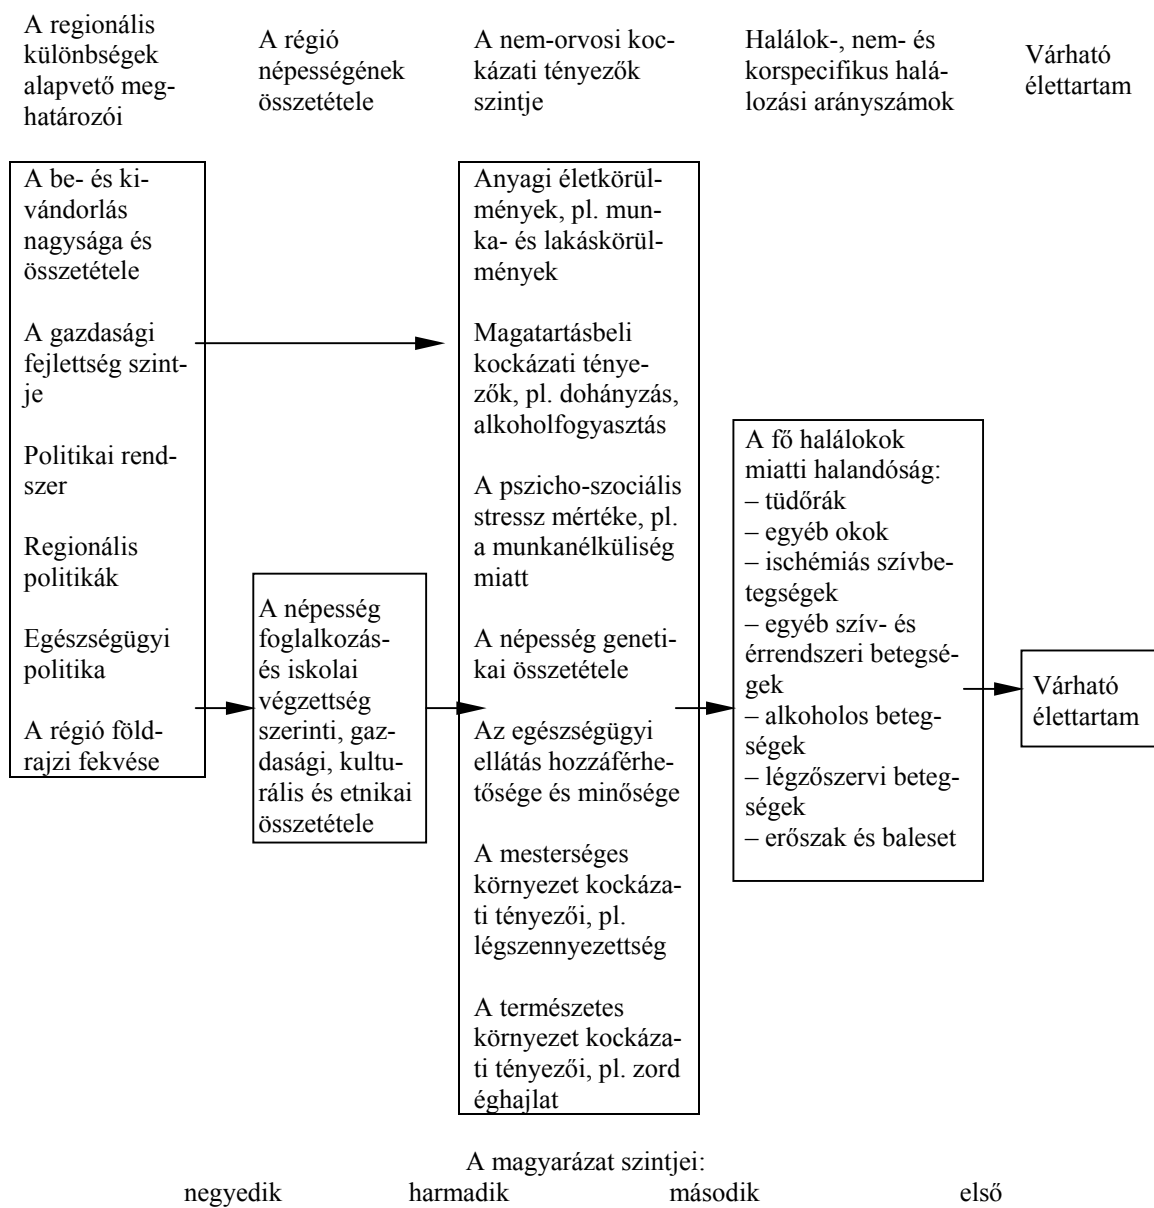 A regionális
különbségek
alapvető meg-
határozói
A régió
népességének
összetétele
A nem-orvosi koc-
kázati tényezők
szintje
Halálok-, nem- és
korspecifikus halá-
lozási arányszámok
Várható
élettartam
A be- és ki-
vándorlás
nagysága és
összetétele
A gazdasági
fejlettség szint-
je
Politikai rend-
szer
Regionális
politikák
Egészségügyi
politika
A régió föld-
rajzi fekvése
A népesség
foglalkozás-
és iskolai
végzettség
szerinti, gaz-
dasági, kultu-
rális és etnikai
összetétele
Anyagi életkörül-
mények, pl. mun-
ka- és lakáskörül-
mények
Magatartásbeli
kockázati ténye-
zők, pl. dohányzás,
alkoholfogyasztás
A pszicho-szociális
stressz mértéke, pl.
a munkanélküliség
miatt
A népesség geneti-
kai összetétele
Az egészségügyi
ellátás hozzáférhe-
tősége és minősége
A mesterséges
környezet kockáza-
ti tényezői, pl.
légszennyezettség
A természetes
környezet kockáza-
ti tényezői, pl. zord
éghajlat
A fő halálokok
miatti halandóság:
– tüdőrák
– egyéb okok
– ischémiás szívbe-
tegségek
– egyéb szív- és
érrendszeri betegsé-
gek
– alkoholos beteg-
ségek
– légzőszervi beteg-
ségek
– erőszak és baleset
Várható
élettartam
A magyarázat szintjei:
negyedik harmadik második első